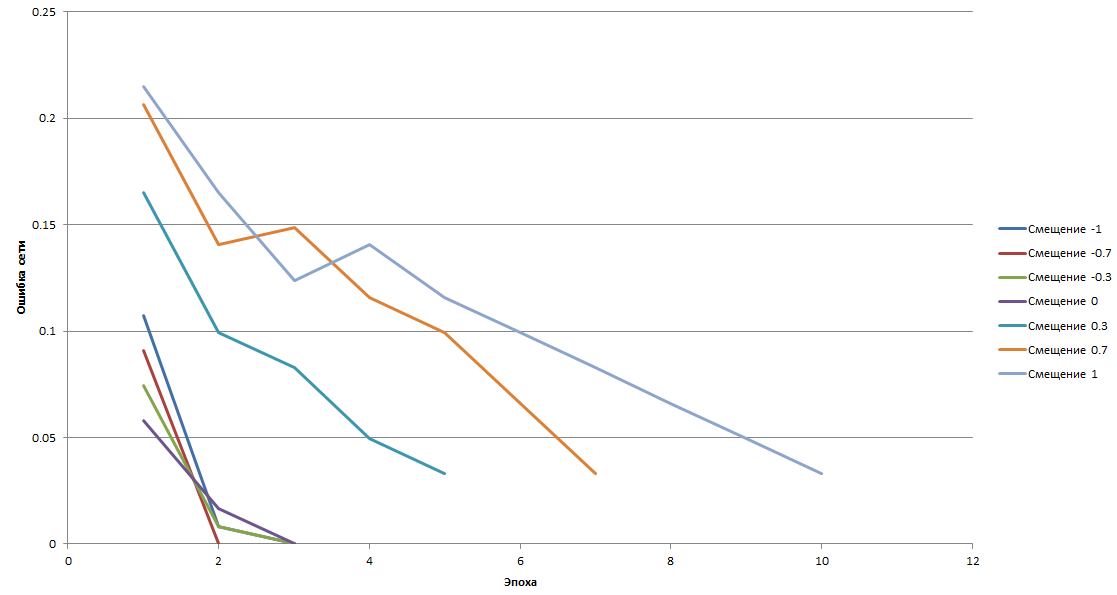 0.25
0.2
0.15
0.1
0.05
0
Ошибка сети
0 2 4 6 8 10 12
Эпоха
Смещение -1
Смещение -0.7
Смещение -0.3
Смещение 0
Смещение 0.3
Смещение 0.7
Смещение 1